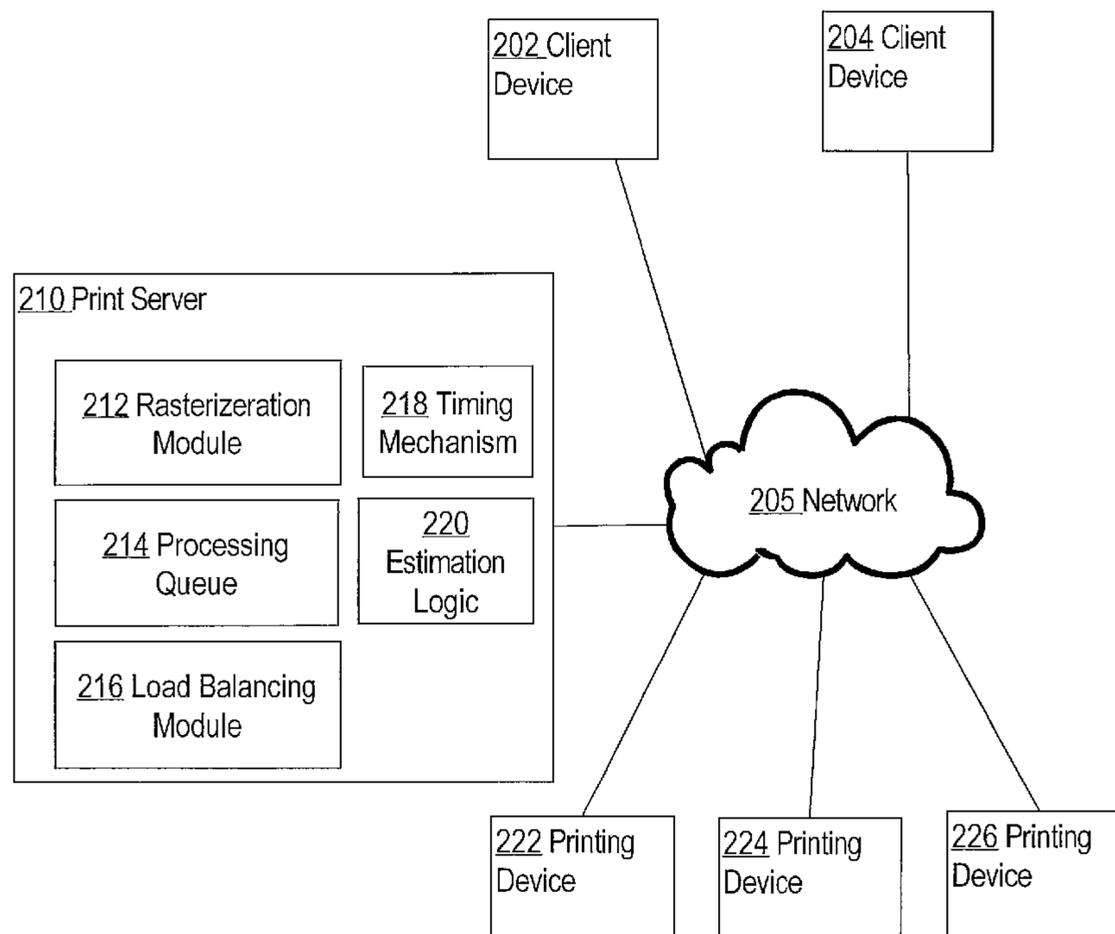 202 Client
Device
204 Client
Device
210 Print Server
212 Rasterizeration
Module
218 Timing
Mechanism
214 Processing
Queue
220
Estimation
Logic
216 Load Balancing
Module
205 Network
222 Printing
Device
224 Printing
Device
226 Printing
Device